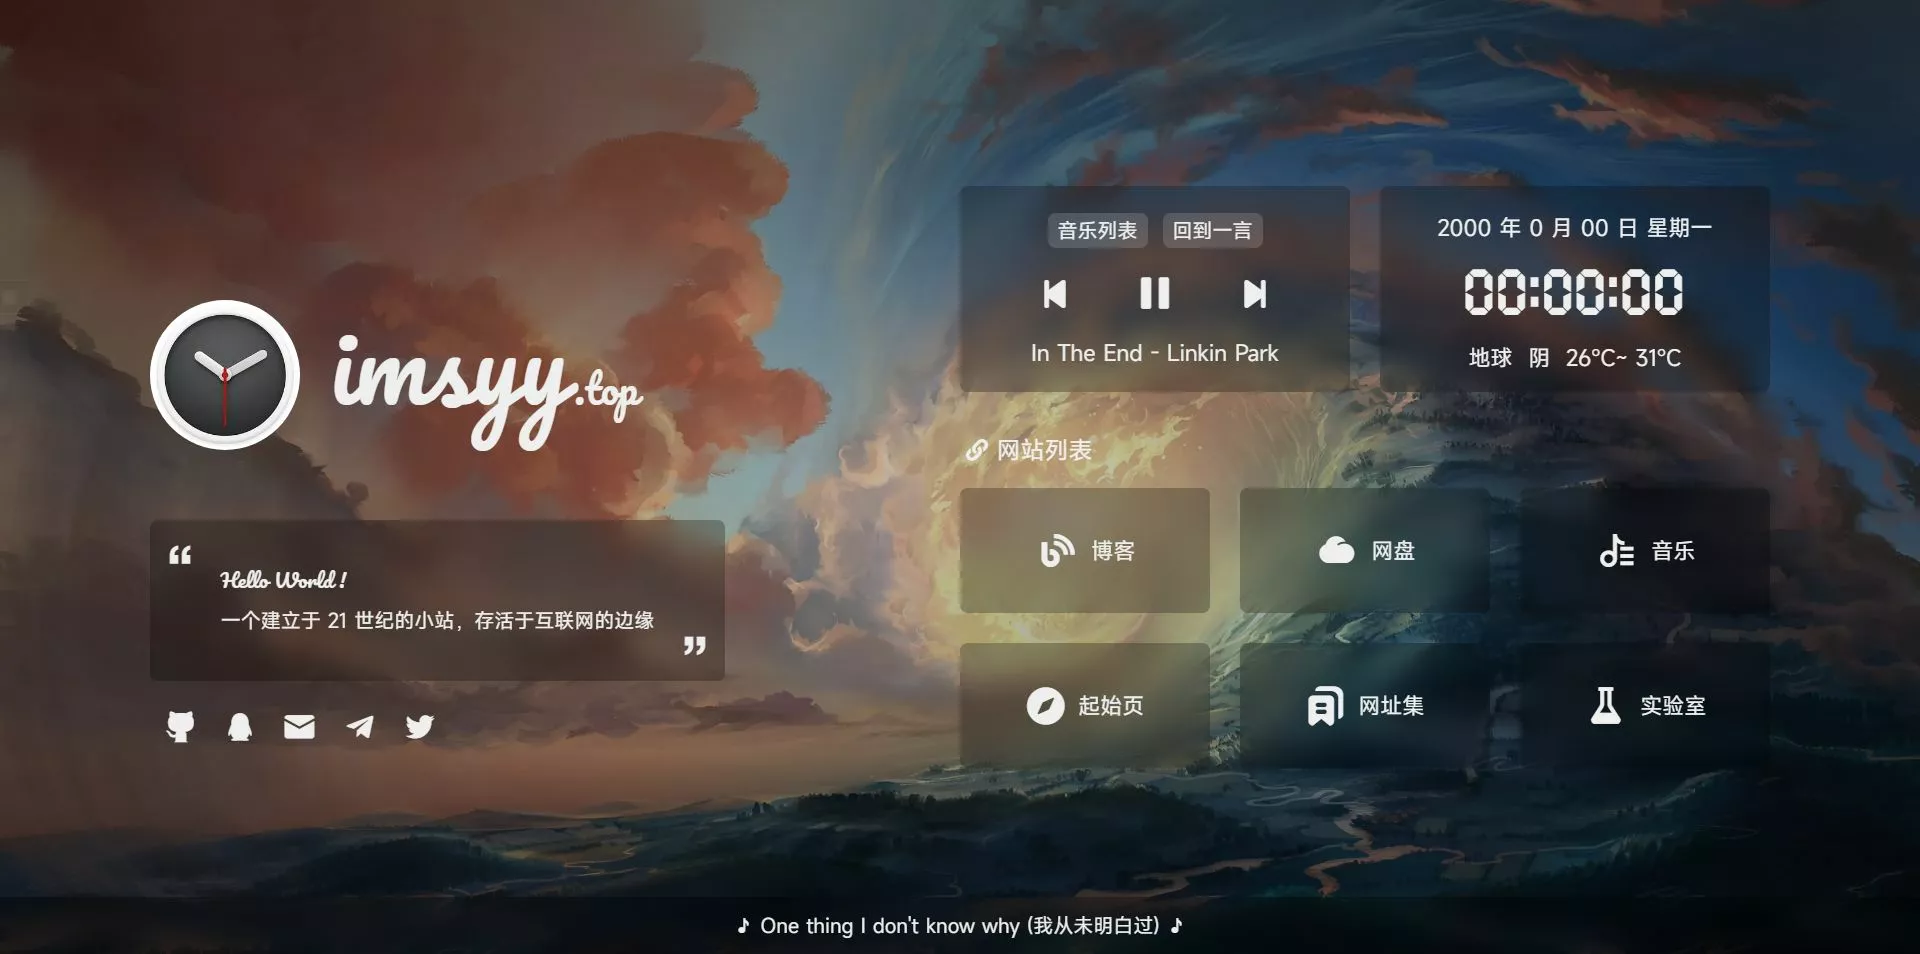 imsyy.top
Hello World !
一个建立于 21 世纪的小站，存活于互联网的边缘
音乐列表 回到一言
In The End - Linkin Park
2000 年 0 月 00 日 星期一
00:00:00
地球 阴 26℃~ 31℃
网站列表
博客
网盘
音乐
起始页
网址集
实验室
One thing I don't know why (我从未明白过)